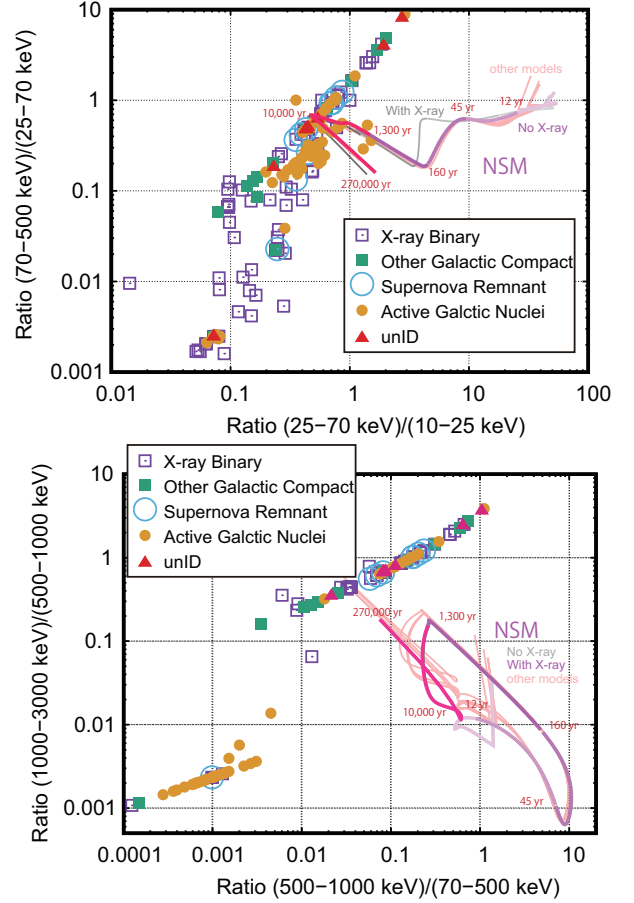 Ratio (70−500 keV)/(25−70 keV)
10
1
0.1
0.01
0.001
other models
With X-ray
45 yr
12 yr
10,000 yr
1,300 yr
No X-ray
160 yr
NSM
270,000 yr
X-ray Binary
Other Galactic Compact
Supernova Remnant
Active Galctic Nuclei
unID
0.01
0.1
1
10
100
Ratio (25−70 keV)/(10−25 keV)
Ratio (1000−3000 keV)/(500−1000 keV)
X-ray Binary
Other Galactic Compact
Supernova Remnant
Active Galctic Nuclei
unID
10
1
0.1
0.01
0.001
270,000 yr
1,300 yr
NSM
No X-ray
With X-ray
other models
12 yr
10,000 yr
160 yr
45 yr
0.0001
0.001
0.01
0.1
1
10
Ratio (500−1000 keV)/(70−500 keV)